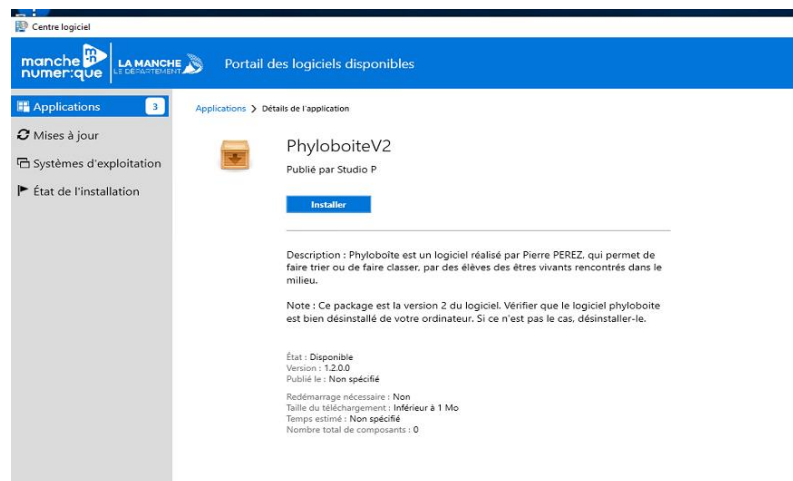 Centre logiciel
manche numer:que
LA MANCHE
LE DÉPARTEMENT
Portail des logiciels disponibles
Applications 3
Mises à jour
Systèmes d'exploitation
État de l'installation
Applications > Détails de l'application
PhyloboiteV2
Publié par Studio P
Installer
Description : Phyloboîte est un logiciel réalisé par Pierre PEREZ, qui permet de
faire trier ou de faire classer, par des élèves des êtres vivants rencontrés dans le
milieu.
Note : Ce package est la version 2 du logiciel. Vérifier que le logiciel phyloboite
est bien désinstallé de votre ordinateur. Si ce n'est pas le cas, désinstaller-le.
État : Disponible
Version : 1.2.0.0
Publié le : Non spécifié
Redémarrage nécessaire : Non
Taille du téléchargement : Inférieur à 1 Mo
Temps estimé : Non spécifié
Nombre total de composants : 0